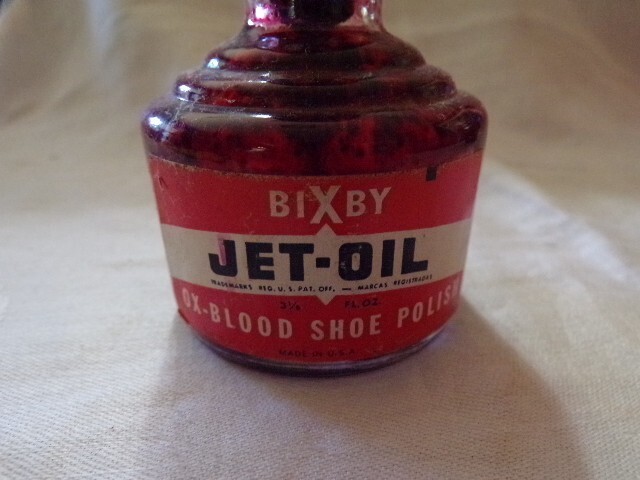 BIXBY
JET-OIL
TRADEMARKS REG. U.S. PAT. OFF. — MARCAS REGISTRADAS
FL. OZ.
OX-BLOOD SHOE POLISH
MADE IN U.S.A.